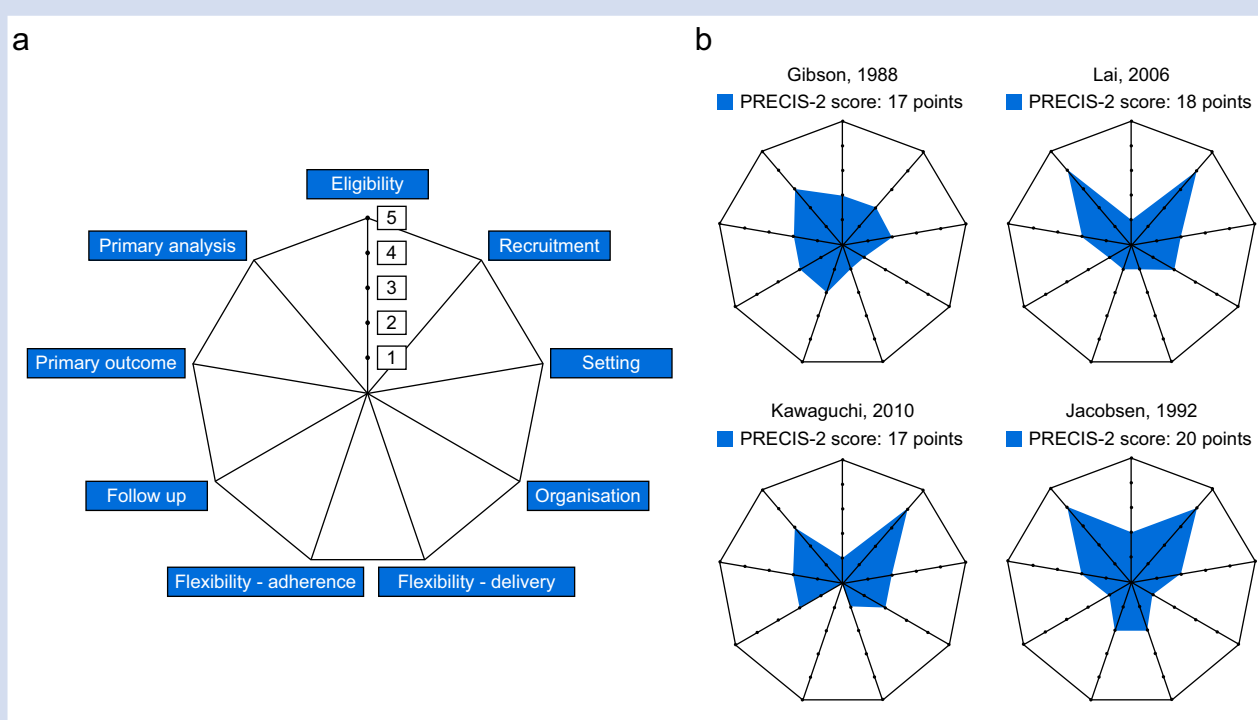 a
Eligibility
5
4
3
2
1
Primary analysis
Recruitment
Primary outcome
Setting
Follow up
Organisation
Flexibility - adherence
Flexibility - delivery
b
Gibson, 1988
PRECIS-2 score: 17 points
Lai, 2006
PRECIS-2 score: 18 points
Kawaguchi, 2010
PRECIS-2 score: 17 points
Jacobsen, 1992
PRECIS-2 score: 20 points